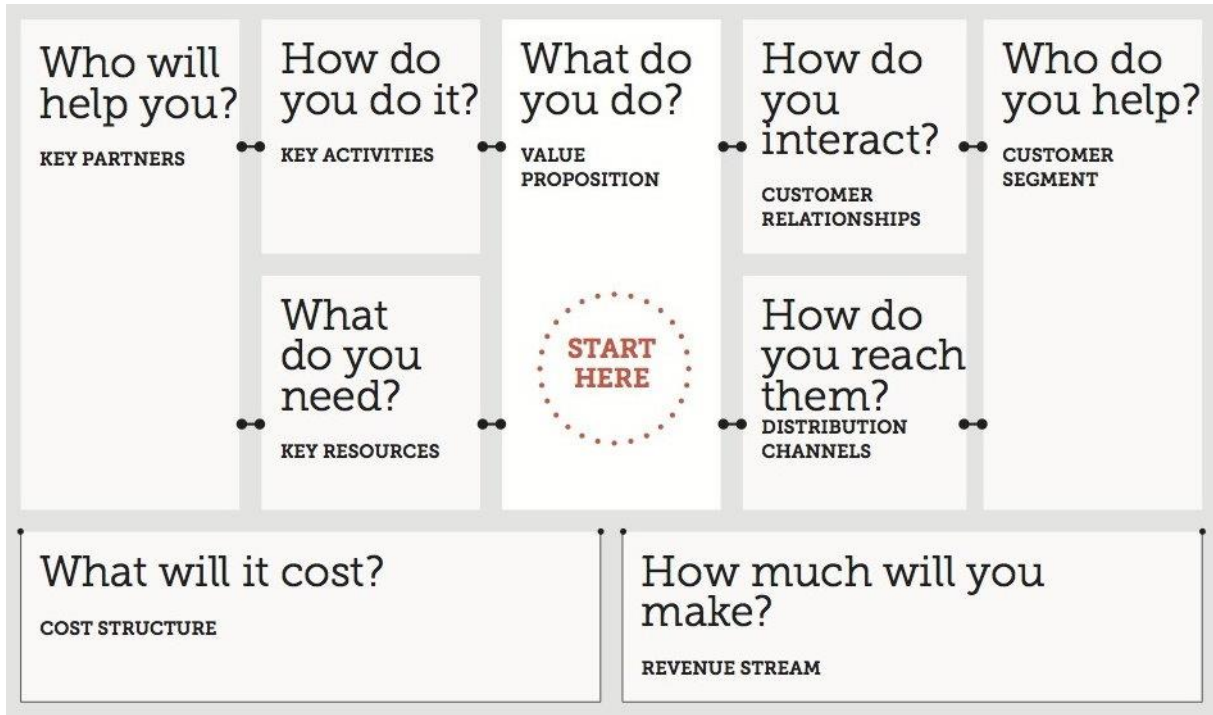 Who will
help you?
KEY PARTNERS
How do
you do it?
KEY ACTIVITIES
What
do you
need?
KEY RESOURCES
What do
you do?
VALUE
PROPOSITION
START
HERE
How do
you
interact?
CUSTOMER
RELATIONSHIPS
How do
you reach
them?
DISTRIBUTION
CHANNELS
Who do
you help?
CUSTOMER
SEGMENT
What will it cost?
COST STRUCTURE
How much will you
make?
REVENUE STREAM